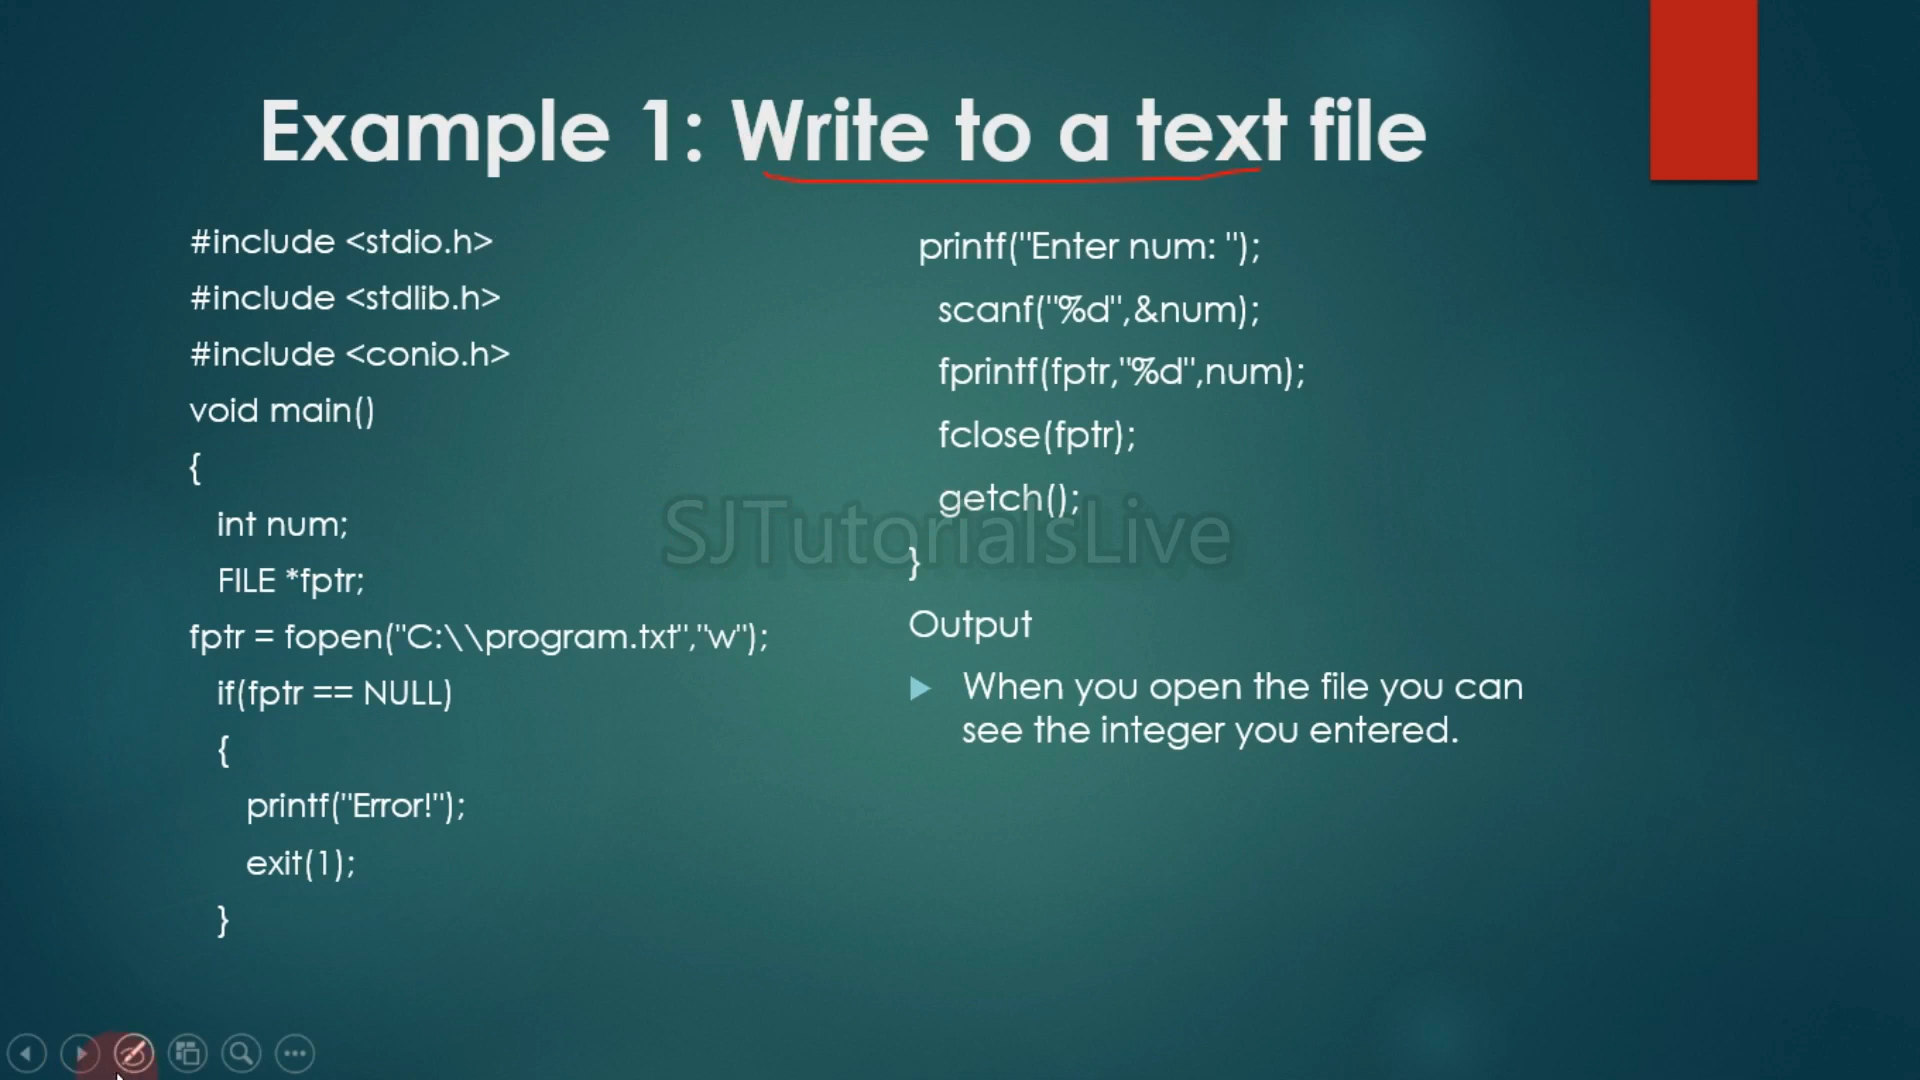 Example 1: Write to a text file
#include <stdio.h>
#include <stdlib.h>
#include <conio.h>
void main()
{
int num;
FILE *fptr;
fptr = fopen("C:\\program.txt","w");
if(fptr == NULL)
{
printf("Error!");
exit(1);
}
printf("Enter num: ");
scanf("%d",&num);
fprintf(fptr,"%d",num);
fclose(fptr);
getch();
}
Output
When you open the file you can
see the integer you entered.
SJTutorialsLive